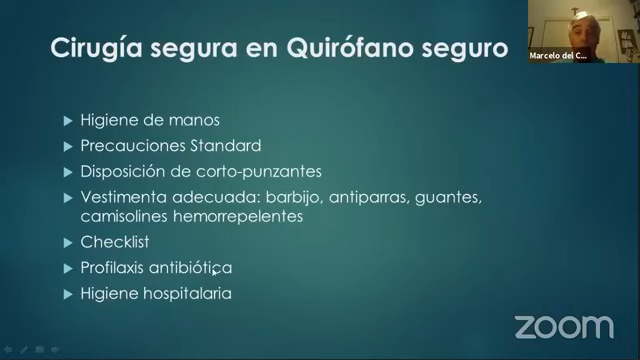 Cirugía segura en Quirófano seguro
Marcelo del C...
Higiene de manos
Precauciones Standard
Disposición de corto-punzantes
Vestimenta adecuada: barbijo, antiparras, guantes,
camisolines hemorrepelentes
Checklist
Profilaxis antibiótica
Higiene hospitalaria
zoom